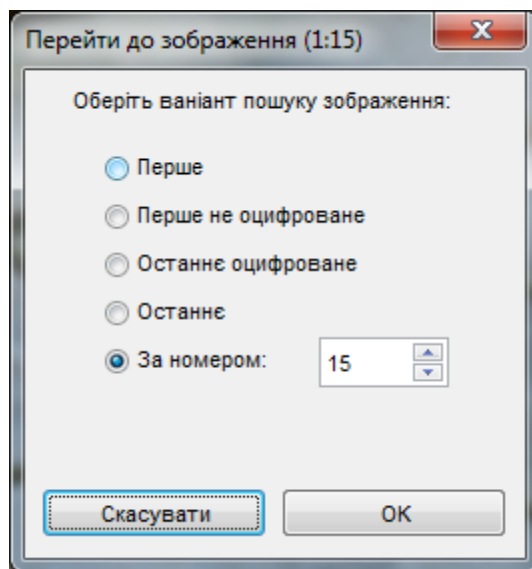 Перейти до зображення (1:15)
Оберіть ваніант пошуку зображення:
Перше
Перше не оцифроване
Останнє оцифроване
Останнє
За номером: 15
Скасувати OK